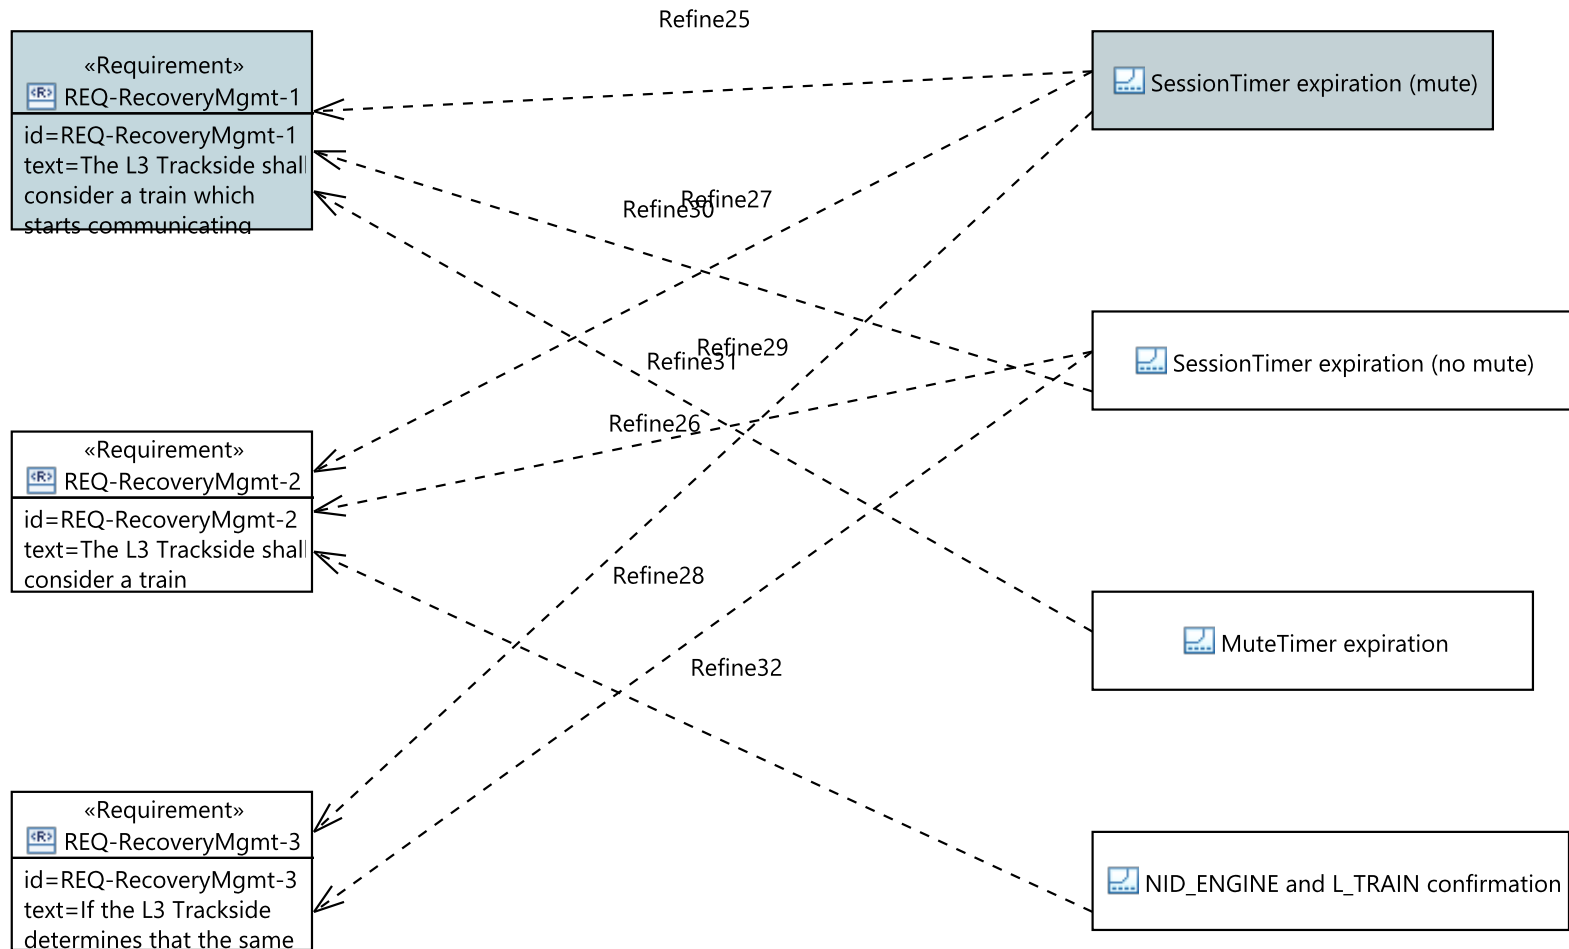 Refine25
«Requirement»
REQ-RecoveryMgmt-1
id=REQ-RecoveryMgmt-1
text=The L3 Trackside shall
consider a train which
starts communicating
SessionTimer expiration (mute)
Refine27
Refine30
SessionTimer expiration (no mute)
Refine29
Refine31
Refine26
«Requirement»
REQ-RecoveryMgmt-2
id=REQ-RecoveryMgmt-2
text=The L3 Trackside shall
consider a train
Refine28
MuteTimer expiration
Refine32
«Requirement»
REQ-RecoveryMgmt-3
id=REQ-RecoveryMgmt-3
text=If the L3 Trackside
determines that the same
NID_ENGINE and L_TRAIN confirmation